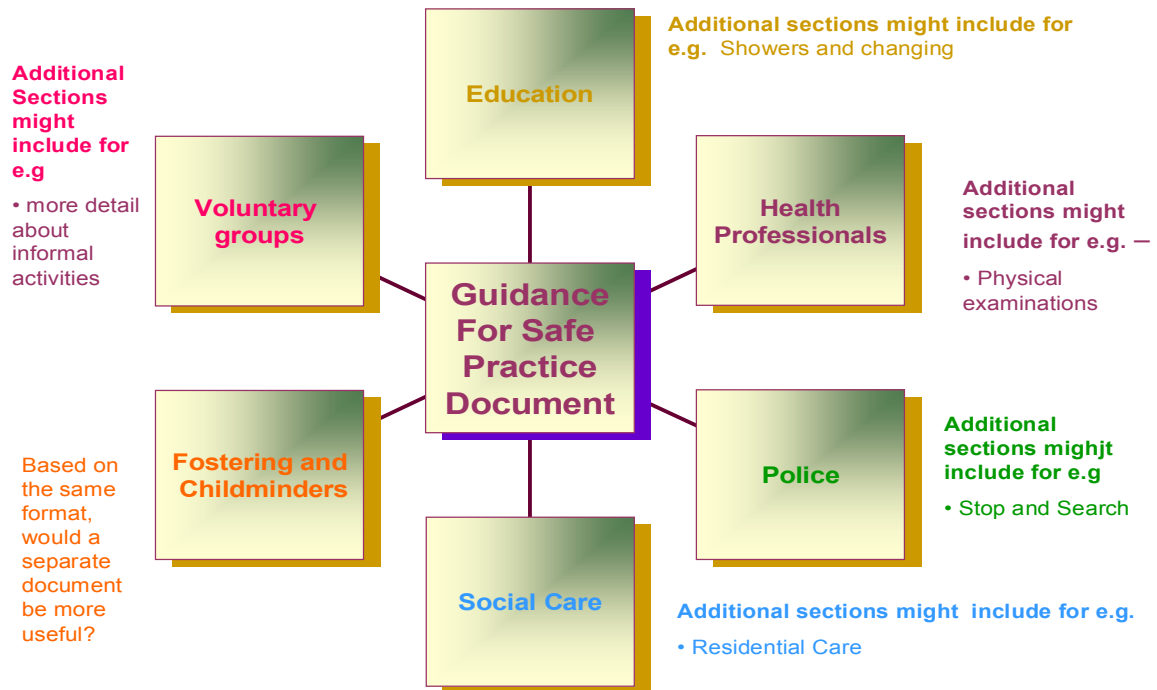 Additional sections might include for
e.g. Showers and changing
Education
Additional
Sections
might
include for
e.g
• more detail
about
informal
activities
Voluntary
groups
Health
Professionals
Additional
sections might
include for e.g. –
• Physical
examinations
Guidance
For Safe
Practice
Document
Fostering and
Childminders
Based on
the same
format,
would a
separate
document
be more
useful?
Police
Additional
sections mighjt
include for e.g
• Stop and Search
Social Care
Additional sections might include for e.g.
• Residential Care